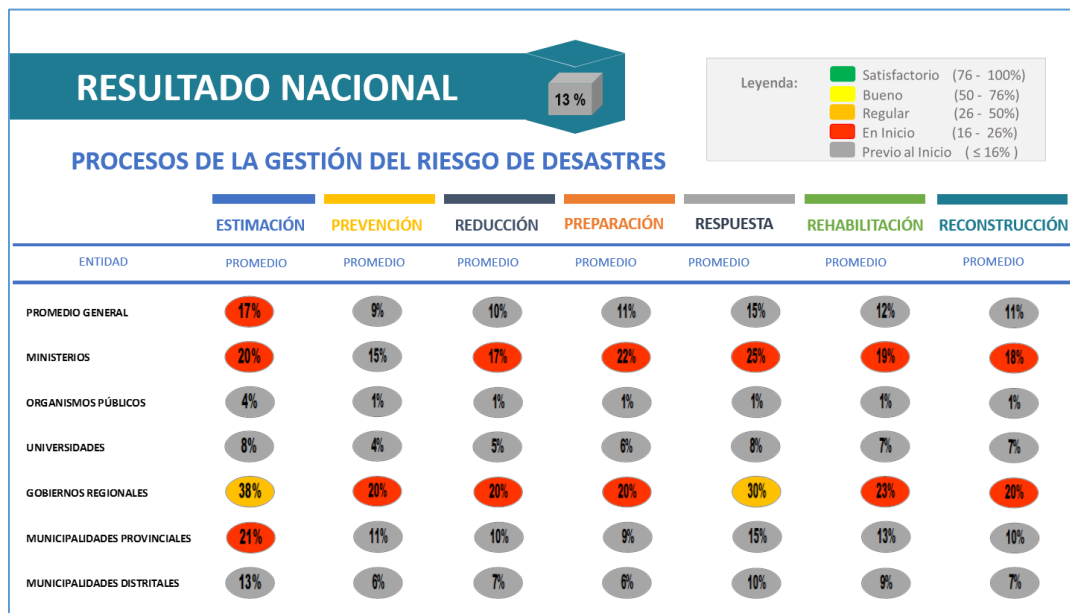 RESULTADO NACIONAL
13 %
Leyenda:
Satisfactorio (76 - 100%)
Bueno (50 - 76%)
Regular (26 - 50%)
En Inicio (16 - 26%)
Previo al Inicio ( ≤ 16% )
PROCESOS DE LA GESTIÓN DEL RIESGO DE DESASTRES
ESTIMACIÓN PREVENCIÓN REDUCCIÓN PREPARACIÓN RESPUESTA REHABILITACIÓN RECONSTRUCCIÓN
ENTIDAD PROMEDIO PROMEDIO PROMEDIO PROMEDIO PROMEDIO PROMEDIO PROMEDIO
PROMEDIO GENERAL 17% 9% 10% 11% 15% 12% 11%
MINISTERIOS 20% 15% 17% 22% 25% 19% 18%
ORGANISMOS PÚBLICOS 4% 1% 1% 1% 1% 1% 1%
UNIVERSIDADES 8% 4% 5% 6% 8% 7% 7%
GOBIERNOS REGIONALES 38% 20% 20% 20% 30% 23% 20%
MUNICIPALIDADES PROVINCIALES 21% 11% 10% 9% 15% 13% 10%
MUNICIPALIDADES DISTRITALES 13% 6% 7% 6% 10% 9% 7%